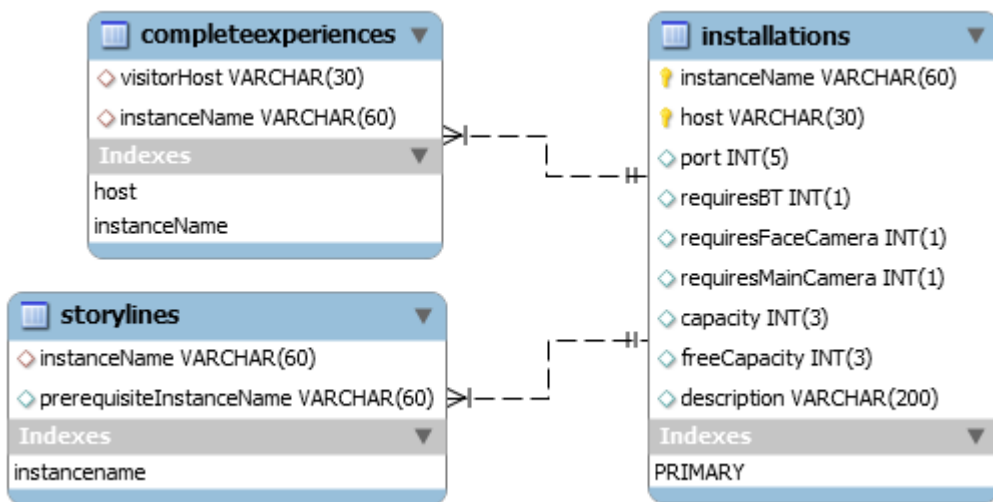 completeexperiences
visitorHost VARCHAR(30)
instanceName VARCHAR(60)
Indexes
host
instanceName
storylines
instanceName VARCHAR(60)
prerequisiteInstanceName VARCHAR(60)
Indexes
instancename
installations
instanceName VARCHAR(60)
host VARCHAR(30)
port INT(5)
requiresBT INT(1)
requiresFaceCamera INT(1)
requiresMainCamera INT(1)
capacity INT(3)
freeCapacity INT(3)
description VARCHAR(200)
Indexes
PRIMARY